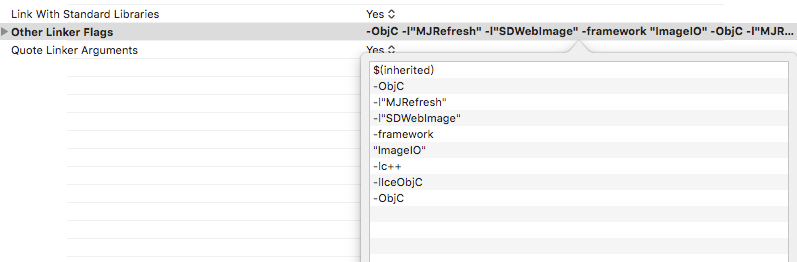 Link With Standard Libraries Yes
Other Linker Flags -ObjC -l"MJRefresh" -l"SDWebImage" -framework "ImageIO" -ObjC -l"MJR...
Quote Linker Arguments Yes
$(inherited)
-ObjC
-l"MJRefresh"
-l"SDWebImage"
-framework
"ImageIO"
-lc++
-lIceObjC
-ObjC